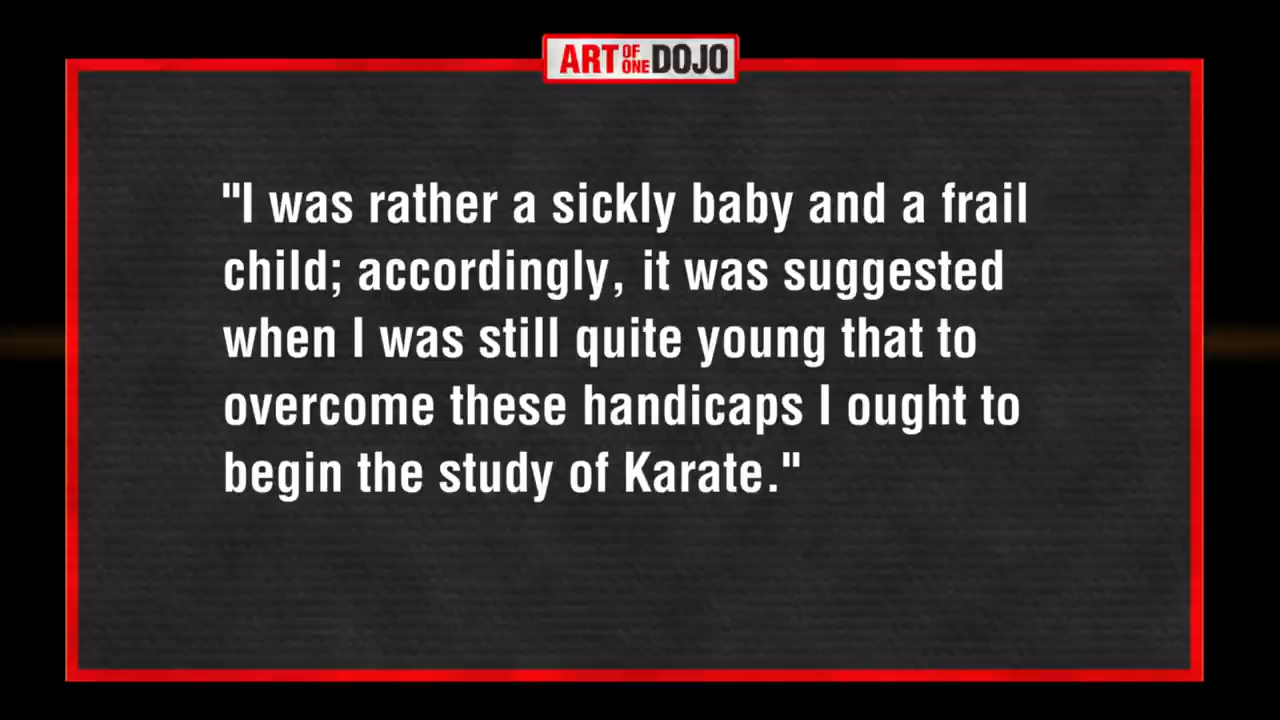 ART OF ONE DOJO
"I was rather a sickly baby and a frail
child; accordingly, it was suggested
when I was still quite young that to
overcome these handicaps I ought to
begin the study of Karate."